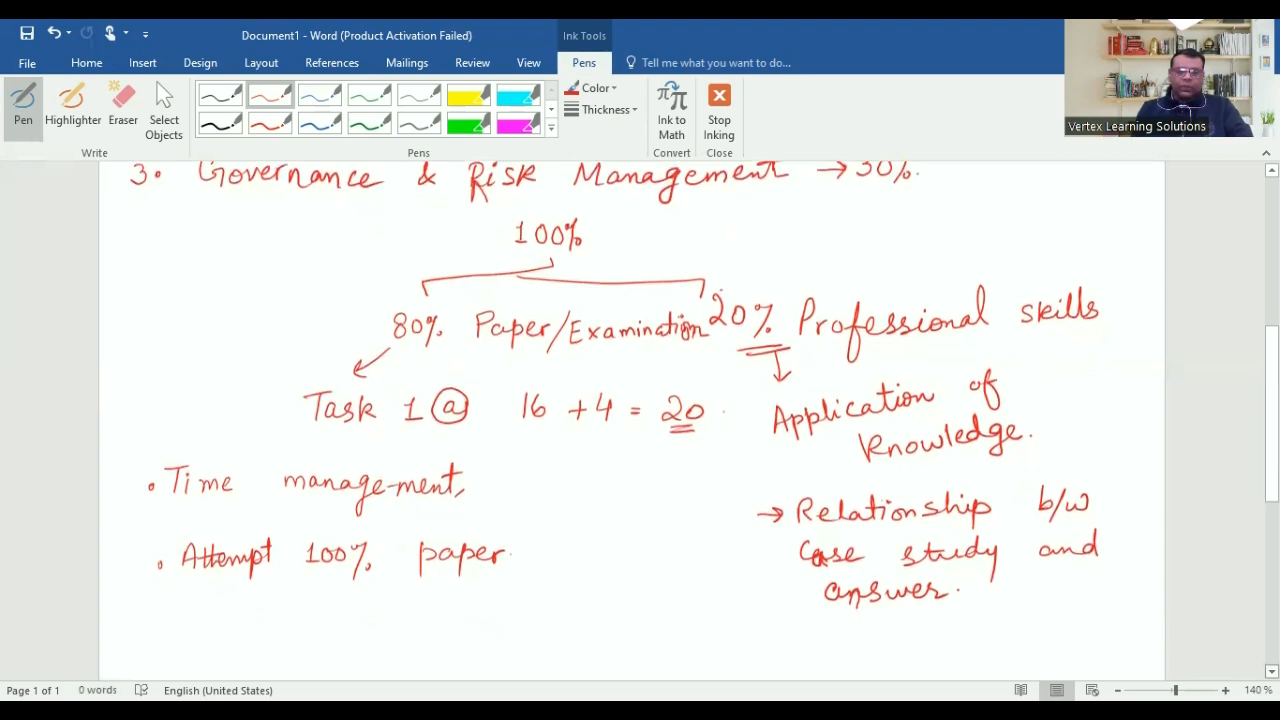 Document1 - Word (Product Activation Failed)
Ink Tools
File
Home
Insert
Design
Layout
References
Mailings
Review
View
Pens
Tell me what you want to do...
Vertex Learning Solutions
Pen
Highlighter
Eraser
Select Objects
Color
Thickness
Ink to Math
Stop Inking
Write
Pens
Convert
Close
3. Governance & Risk Management → 30%.
100%
80% Paper/Examination
20% Professional skills
Task 1 @ 16 + 4 = 20.
Application of
knowledge.
• Time manage-ment,
• Attempt 100% paper.
→ Relationship b/w
Case study and
answer.
Page 1 of 1
0 words
English (United States)
140 %